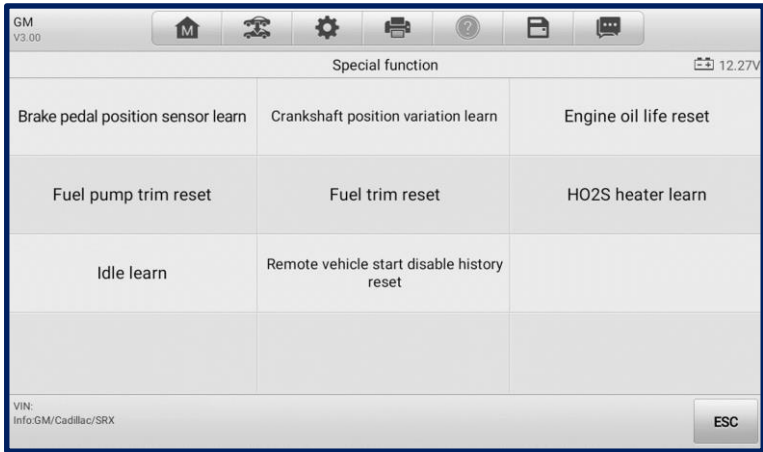 GM
V3.00
M
?
Special function
12.27V
Brake pedal position sensor learn
Crankshaft position variation learn
Engine oil life reset
Fuel pump trim reset
Fuel trim reset
HO2S heater learn
Idle learn
Remote vehicle start disable history
reset
VIN:
Info:GM/Cadillac/SRX
ESC